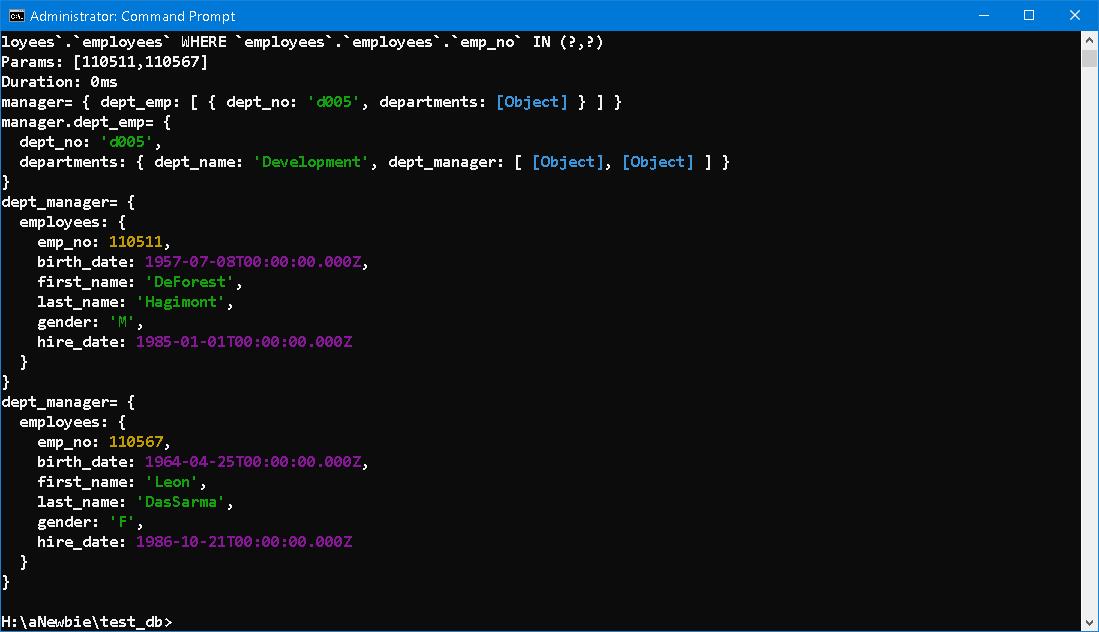 Administrator: Command Prompt
loyees`.`employees` WHERE `employees`.`employees`.`emp_no` IN (?,?)
Params: [110511,110567]
Duration: 0ms
manager= { dept_emp: [ { dept_no: 'd005', departments: [Object] } ] }
manager.dept_emp= {
  dept_no: 'd005',
  departments: { dept_name: 'Development', dept_manager: [ [Object], [Object] ] }
}
dept_manager= {
  employees: {
    emp_no: 110511,
    birth_date: 1957-07-08T00:00:00.000Z,
    first_name: 'DeForest',
    last_name: 'Hagimont',
    gender: 'M',
    hire_date: 1985-01-01T00:00:00.000Z
  }
}
dept_manager= {
  employees: {
    emp_no: 110567,
    birth_date: 1964-04-25T00:00:00.000Z,
    first_name: 'Leon',
    last_name: 'DasSarma',
    gender: 'F',
    hire_date: 1986-10-21T00:00:00.000Z
  }
}
H:\aNewbie\test_db>